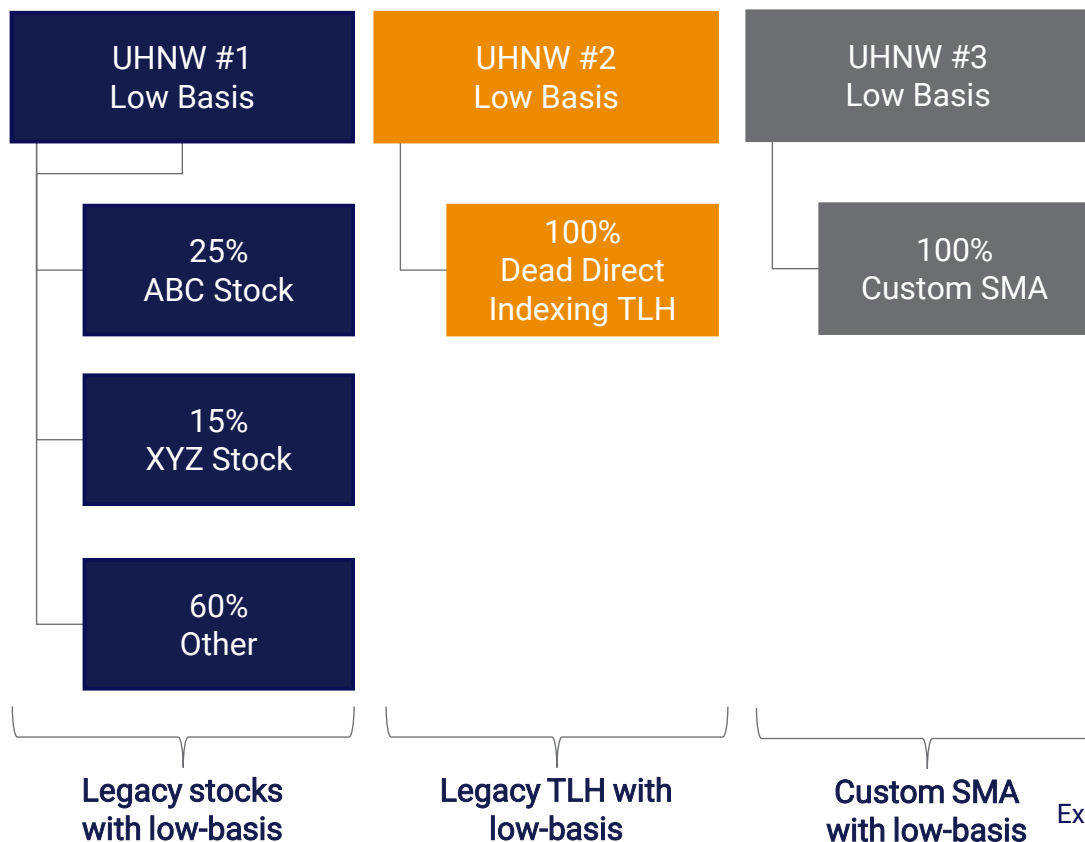 UHNW #1
Low Basis
25%
ABC Stock
15%
XYZ Stock
60%
Other
Legacy stocks
with low-basis
UHNW #2
Low Basis
100%
Dead Direct
Indexing TLH
Legacy TLH with
low-basis
UHNW #3
Low Basis
100%
Custom SMA
Custom SMA
with low-basis
Ex